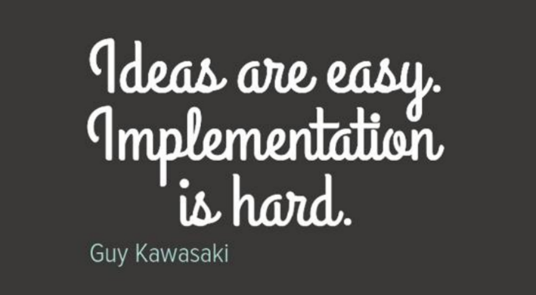 Ideas are easy.
Implementation
is hard.
Guy Kawasaki